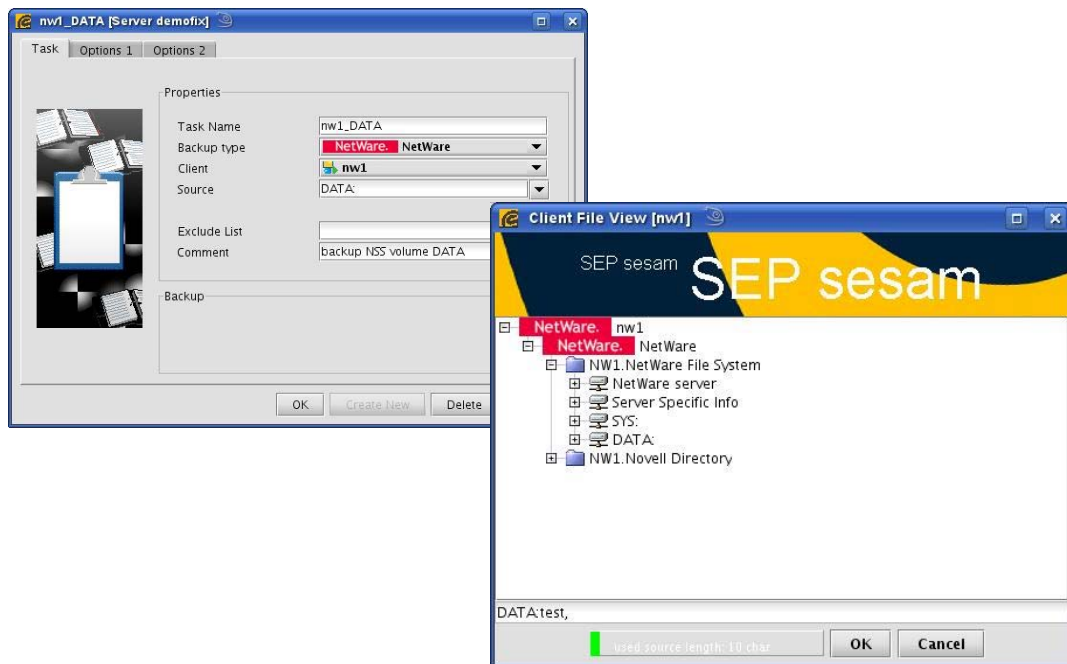 nw1_DATA [Server demofix]
Task Options 1 Options 2
Properties
Task Name nw1_DATA
Backup type NetWare. NetWare
Client nw1
Source DATA:
Exclude List
Comment backup NSS volume DATA
Backup
OK Create New Delete
Client File View [nw1]
SEP sesam SEP sesam
NetWare. nw1
NetWare. NetWare
NW1.NetWare File System
NetWare server
Server Specific Info
SYS:
DATA:
NW1.Novell Directory
DATA:test,
used source length: 10 char
OK Cancel